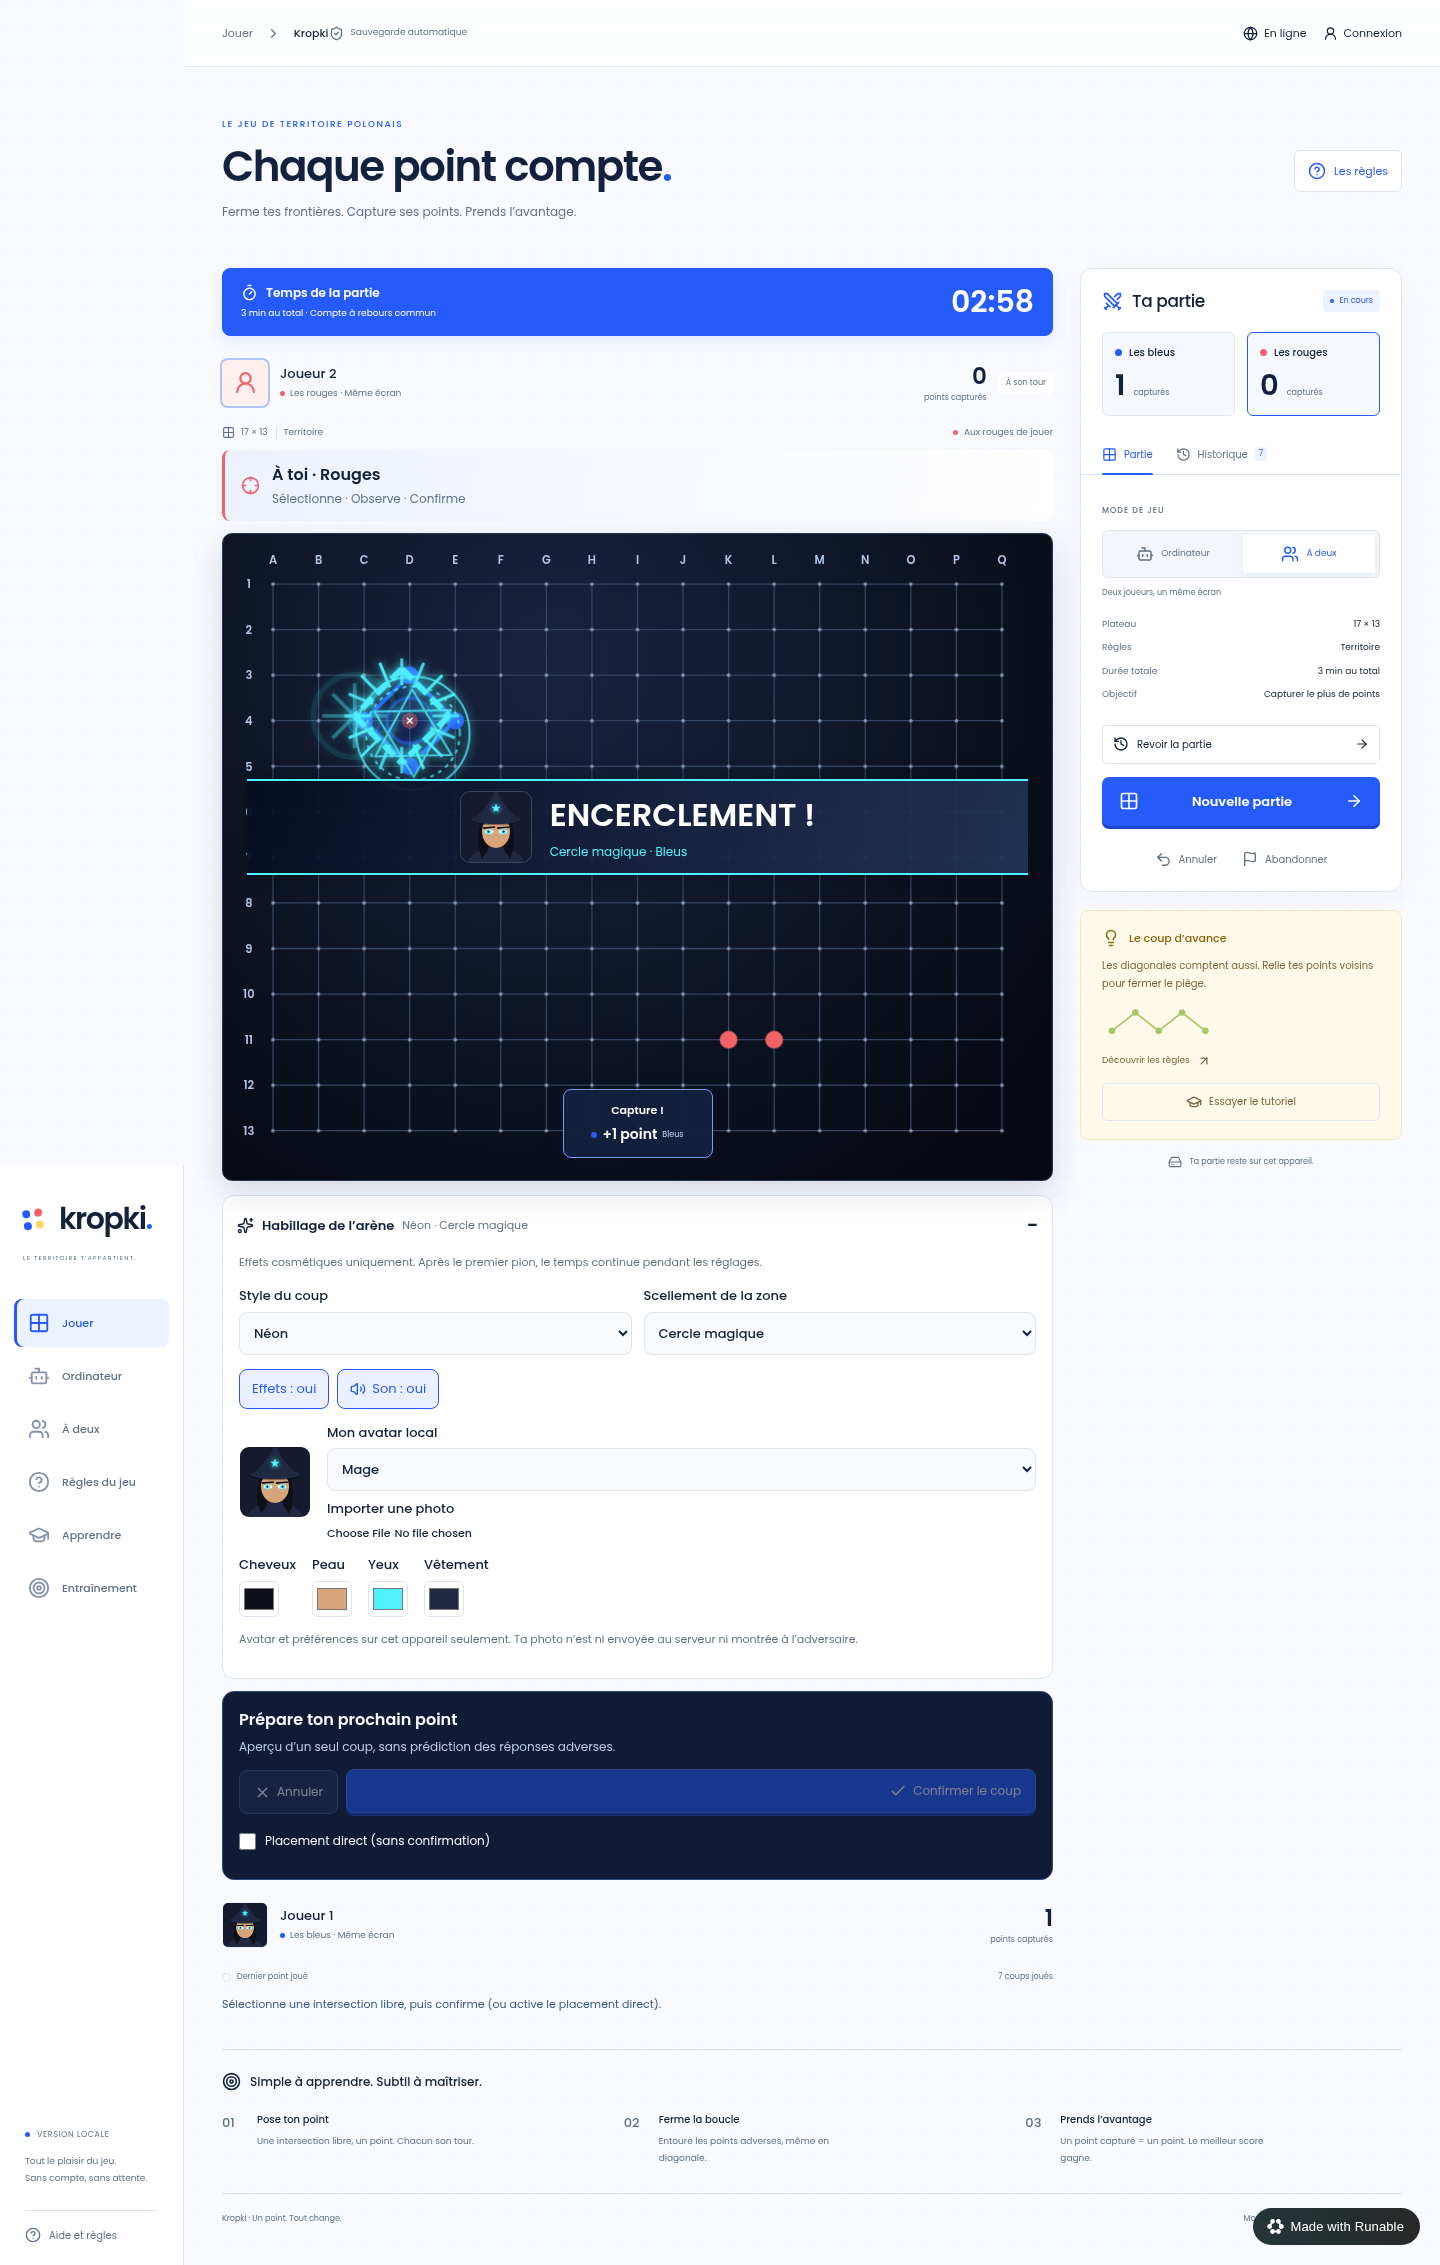 Jouer
Kropki
Sauvegarde automatique
En ligne
Connexion
LE JEU DE TERRITOIRE POLONAIS
Chaque point compte.
Ferme tes frontières. Capture ses points. Prends l’avantage.
Les règles
Temps de la partie
3 min au total · Compte à rebours commun
02:58
Joueur 2
Les rouges · Même écran
0
points capturés
À son tour
17 × 13
Territoire
Aux rouges de jouer
À toi · Rouges
Sélectionne · Observe · Confirme
A B C D E F G H I J K L M N O P Q
1
2
3
4
5
ENCERCLEMENT !
Cercle magique · Bleus
8
9
10
11
12
13
Capture !
+1 point Bleus
Ta partie
En cours
Les bleus
1 capturés
Les rouges
0 capturés
Partie
Historique 7
MODE DE JEU
Ordinateur
À deux
Deux joueurs, un même écran
Plateau 17 × 13
Règles Territoire
Durée totale 3 min au total
Objectif Capturer le plus de points
Revoir la partie
Nouvelle partie
Annuler
Abandonner
Le coup d’avance
Les diagonales comptent aussi. Relie tes points voisins
pour fermer le piège.
Découvrir les règles
Essayer le tutoriel
Ta partie reste sur cet appareil.
kropki.
LE TERRITOIRE T’APPARTIENT.
Jouer
Ordinateur
À deux
Règles du jeu
Apprendre
Entraînement
VERSION LOCALE
Tout le plaisir du jeu.
Sans compte, sans attente.
Aide et règles
Habillage de l’arène Néon · Cercle magique
Effets cosmétiques uniquement. Après le premier pion, le temps continue pendant les réglages.
Style du coup
Néon
Scellement de la zone
Cercle magique
Effets : oui
Son : oui
Mon avatar local
Mage
Importer une photo
Choose File No file chosen
Cheveux
Peau
Yeux
Vêtement
Avatar et préférences sur cet appareil seulement. Ta photo n’est ni envoyée au serveur ni montrée à l’adversaire.
Prépare ton prochain point
Aperçu d’un seul coup, sans prédiction des réponses adverses.
Annuler
Confirmer le coup
Placement direct (sans confirmation)
Joueur 1
Les bleus · Même écran
1
points capturés
Dernier point joué
7 coups joués
Sélectionne une intersection libre, puis confirme (ou active le placement direct).
Simple à apprendre. Subtil à maîtriser.
01 Pose ton point
Une intersection libre, un point. Chacun son tour.
02 Ferme la boucle
Entoure les points adverses, même en
diagonale.
03 Prends l’avantage
Un point capturé = un point. Le meilleur score
gagne.
Kropki · Un point. Tout change.
Made with Runable